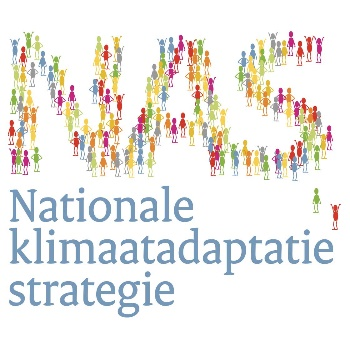 NAS
Nationale
klimaatadaptatie
strategie